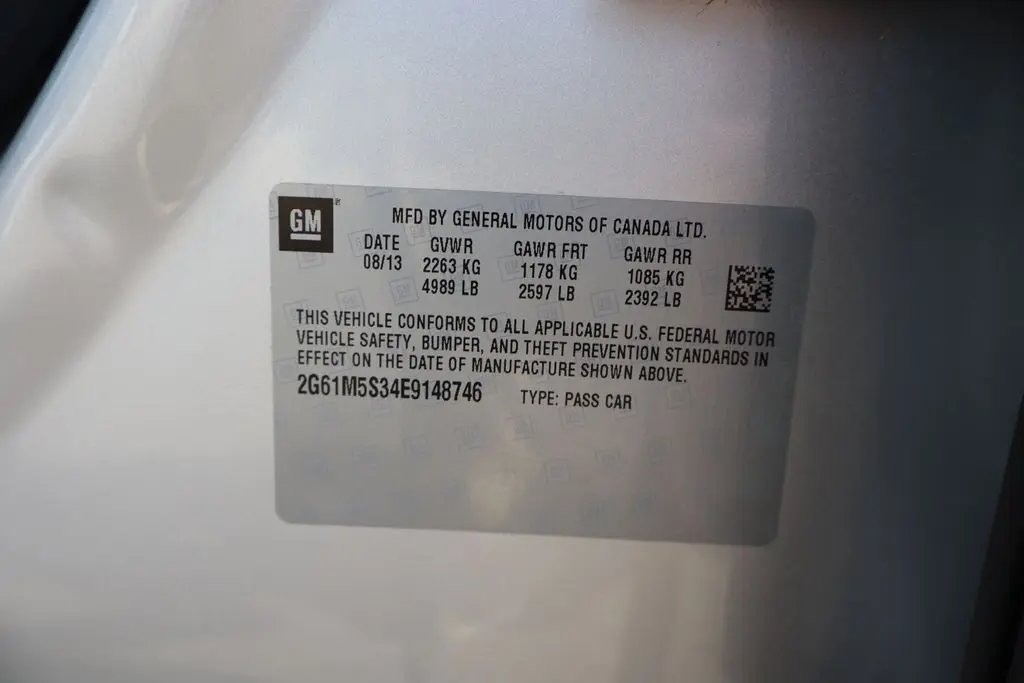 GM
MFD BY GENERAL MOTORS OF CANADA LTD.
DATE GVWR GAWR FRT GAWR RR
08/13 2263 KG 1178 KG 1085 KG
4989 LB 2597 LB 2392 LB
THIS VEHICLE CONFORMS TO ALL APPLICABLE U.S. FEDERAL MOTOR
VEHICLE SAFETY, BUMPER, AND THEFT PREVENTION STANDARDS IN
EFFECT ON THE DATE OF MANUFACTURE SHOWN ABOVE.
2G61M5S34E9148746 TYPE: PASS CAR